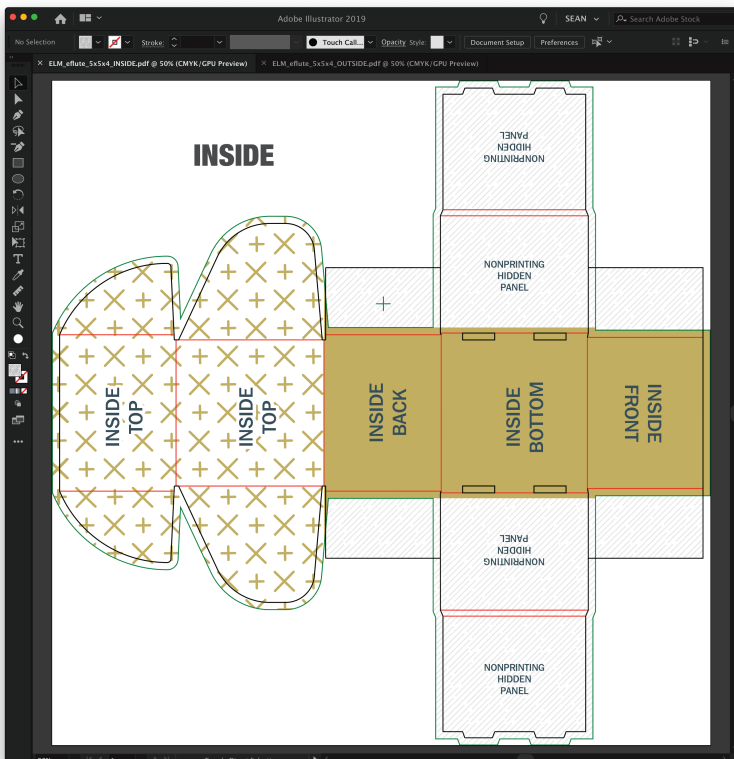 Adobe Illustrator 2019
SEAN
Search Adobe Stock
No Selection
Stroke:
Touch Call...
Opacity
Style:
Document Setup
Preferences
× ELM_eflute_5x5x4_INSIDE.pdf @ 50% (CMYK/GPU Preview)
× ELM_eflute_5x5x4_OUTSIDE.pdf @ 50% (CMYK/GPU Preview)
INSIDE
NONPRINTING
HIDDEN
PANEL
NONPRINTING
HIDDEN
PANEL
INSIDE
TOP
INSIDE
TOP
INSIDE
BACK
INSIDE
BOTTOM
INSIDE
FRONT
NONPRINTING
HIDDEN
PANEL
NONPRINTING
HIDDEN
PANEL